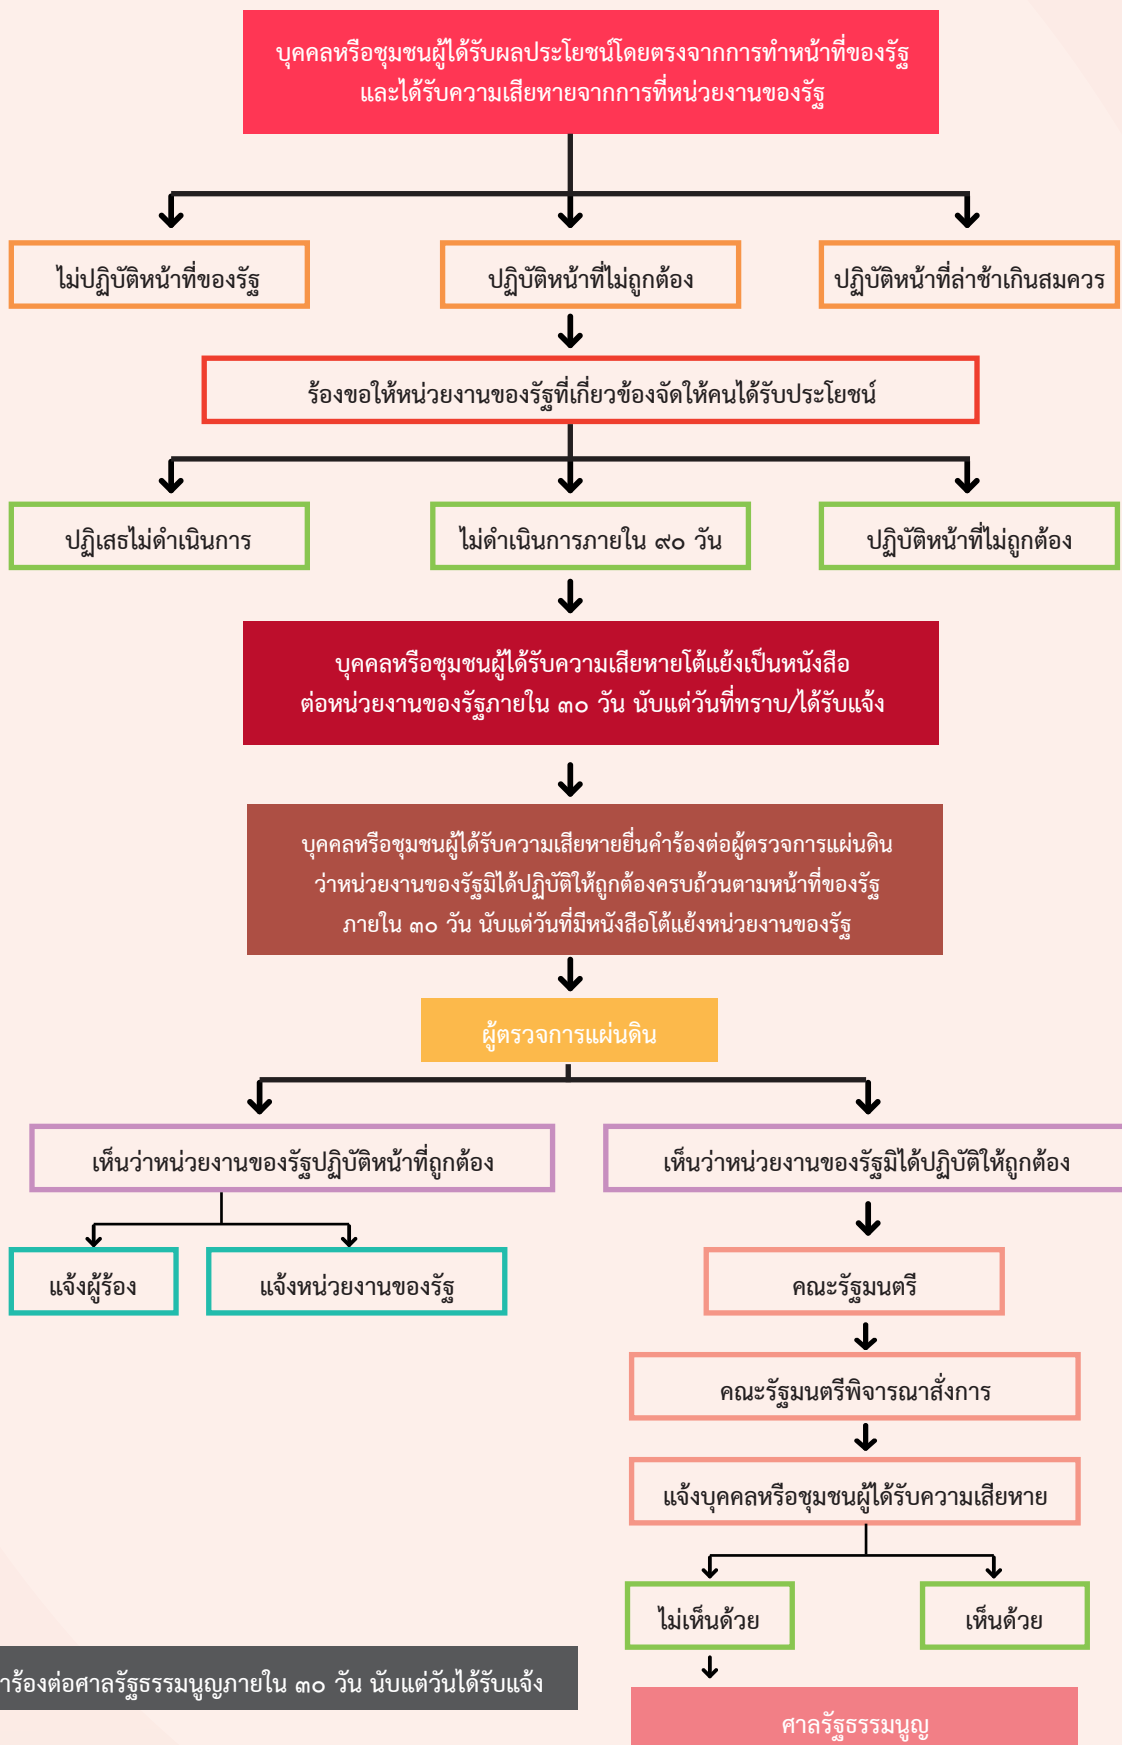 บุคคลหรือชุมชนผู้ได้รับผลประโยชน์โดยตรงจากการทำหน้าที่ของรัฐ
และได้รับความเสียหายจากการที่หน่วยงานของรัฐ
ไม่ปฏิบัติหน้าที่ของรัฐ
ปฏิบัติหน้าที่ไม่ถูกต้อง
ปฏิบัติหน้าที่ล่าช้าเกินสมควร
ร้องขอให้หน่วยงานของรัฐที่เกี่ยวข้องจัดให้คนได้รับประโยชน์
ปฏิเสธไม่ดำเนินการ
ไม่ดำเนินการภายใน ๙๐ วัน
ปฏิบัติหน้าที่ไม่ถูกต้อง
บุคคลหรือชุมชนผู้ได้รับความเสียหายโต้แย้งเป็นหนังสือ
ต่อหน่วยงานของรัฐภายใน ๓๐ วัน นับแต่วันที่ทราบ/ได้รับแจ้ง
บุคคลหรือชุมชนผู้ได้รับความเสียหายยื่นคำร้องต่อผู้ตรวจการแผ่นดิน
ว่าหน่วยงานของรัฐมิได้ปฏิบัติให้ถูกต้องครบถ้วนตามหน้าที่ของรัฐ
ภายใน ๓๐ วัน นับแต่วันที่มีหนังสือโต้แย้งหน่วยงานของรัฐ
ผู้ตรวจการแผ่นดิน
เห็นว่าหน่วยงานของรัฐปฏิบัติหน้าที่ถูกต้อง
เห็นว่าหน่วยงานของรัฐมิได้ปฏิบัติให้ถูกต้อง
แจ้งผู้ร้อง
แจ้งหน่วยงานของรัฐ
คณะรัฐมนตรี
คณะรัฐมนตรีพิจารณาสั่งการ
แจ้งบุคคลหรือชุมชนผู้ได้รับความเสียหาย
ไม่เห็นด้วย
เห็นด้วย
าร้องต่อศาลรัฐธรรมนูญภายใน ๓๐ วัน นับแต่วันได้รับแจ้ง
ศาลรัฐธรรมนูญ